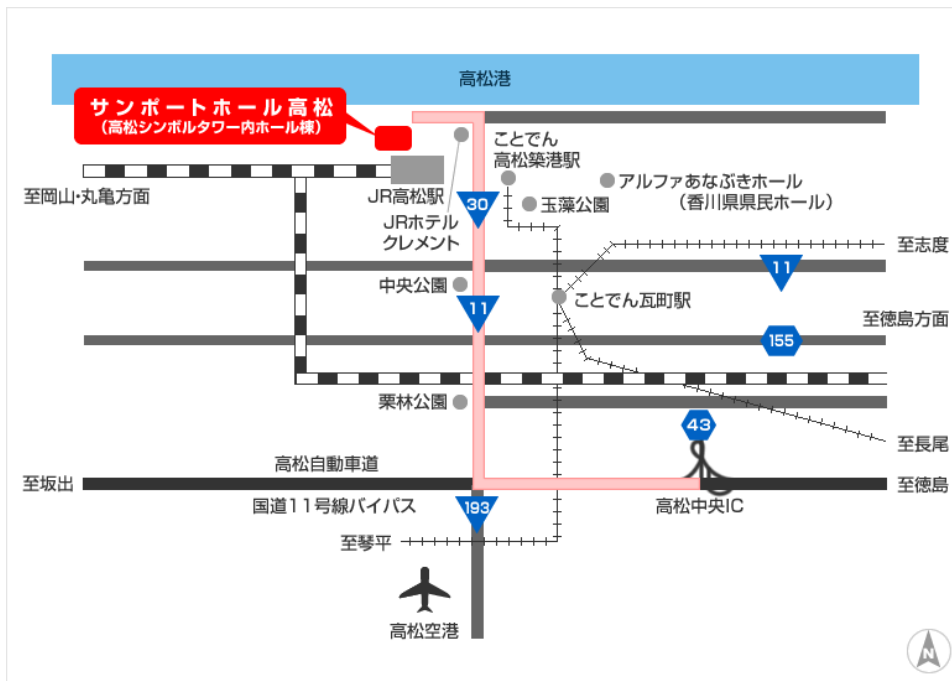 高松港
サンポートホール高松
（高松シンボルタワー内ホール棟）
ことでん
高松築港駅
至岡山・丸亀方面
JR高松駅
アルファあなぶきホール
（香川県県民ホール）
玉藻公園
30
JRホテル
クレメント
至志度
11
中央公園
ことでん瓦町駅
11
至徳島方面
155
栗林公園
43
至長尾
高松自動車道
至坂出
至徳島
国道11号線バイパス
193
高松中央IC
至琴平
高松空港
N